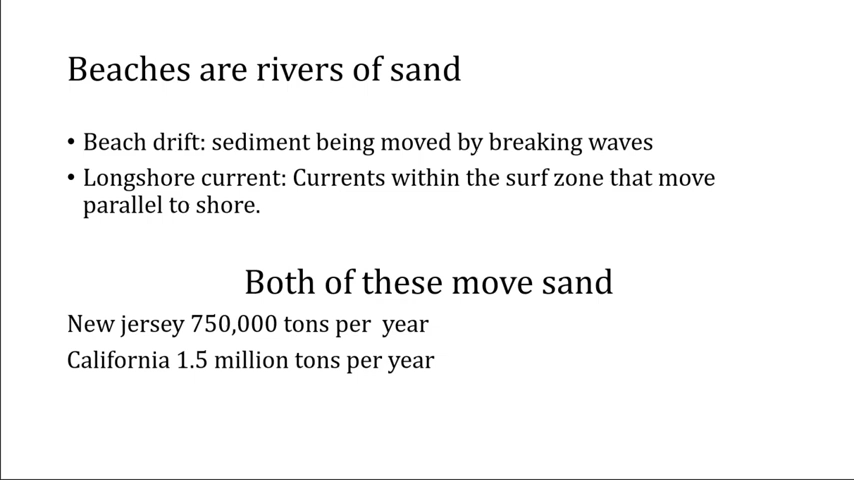 Beaches are rivers of sand
• Beach drift: sediment being moved by breaking waves
• Longshore current: Currents within the surf zone that move
parallel to shore.
Both of these move sand
New jersey 750,000 tons per  year
California 1.5 million tons per year